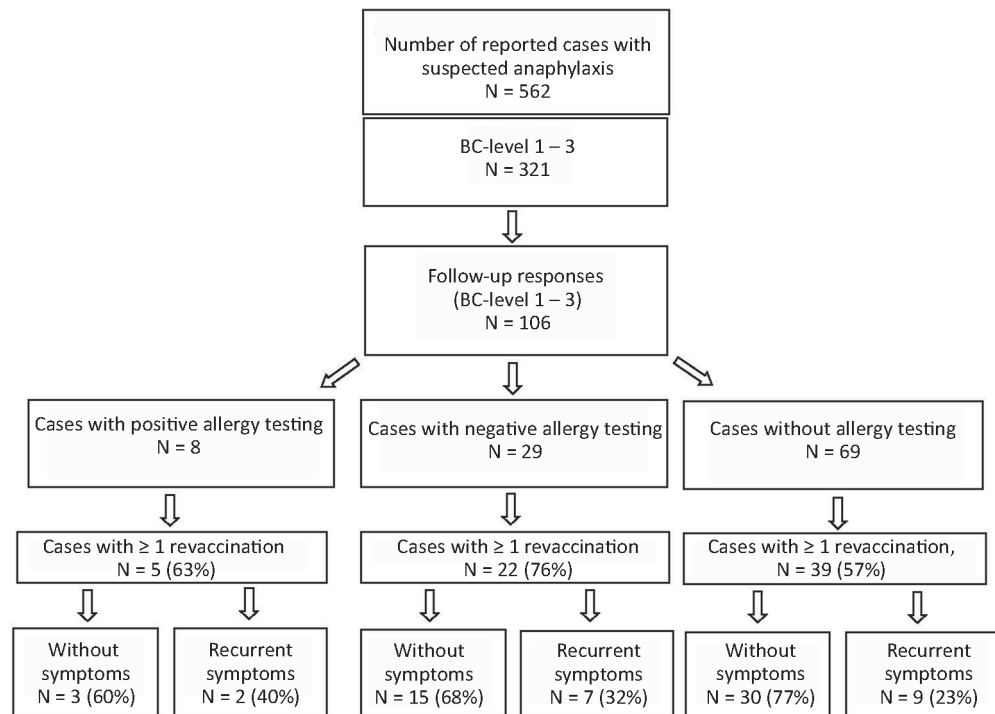 Number of reported cases with
suspected anaphylaxis
N = 562
BC-level 1 – 3
N = 321
Follow-up responses
(BC-level 1 – 3)
N = 106
Cases with positive allergy testing
N = 8
Cases with negative allergy testing
N = 29
Cases without allergy testing
N = 69
Cases with ≥ 1 revaccination
N = 5 (63%)
Cases with ≥ 1 revaccination
N = 22 (76%)
Cases with ≥ 1 revaccination,
N = 39 (57%)
Without
symptoms
N = 3 (60%)
Recurrent
symptoms
N = 2 (40%)
Without
symptoms
N = 15 (68%)
Recurrent
symptoms
N = 7 (32%)
Without
symptoms
N = 30 (77%)
Recurrent
symptoms
N = 9 (23%)